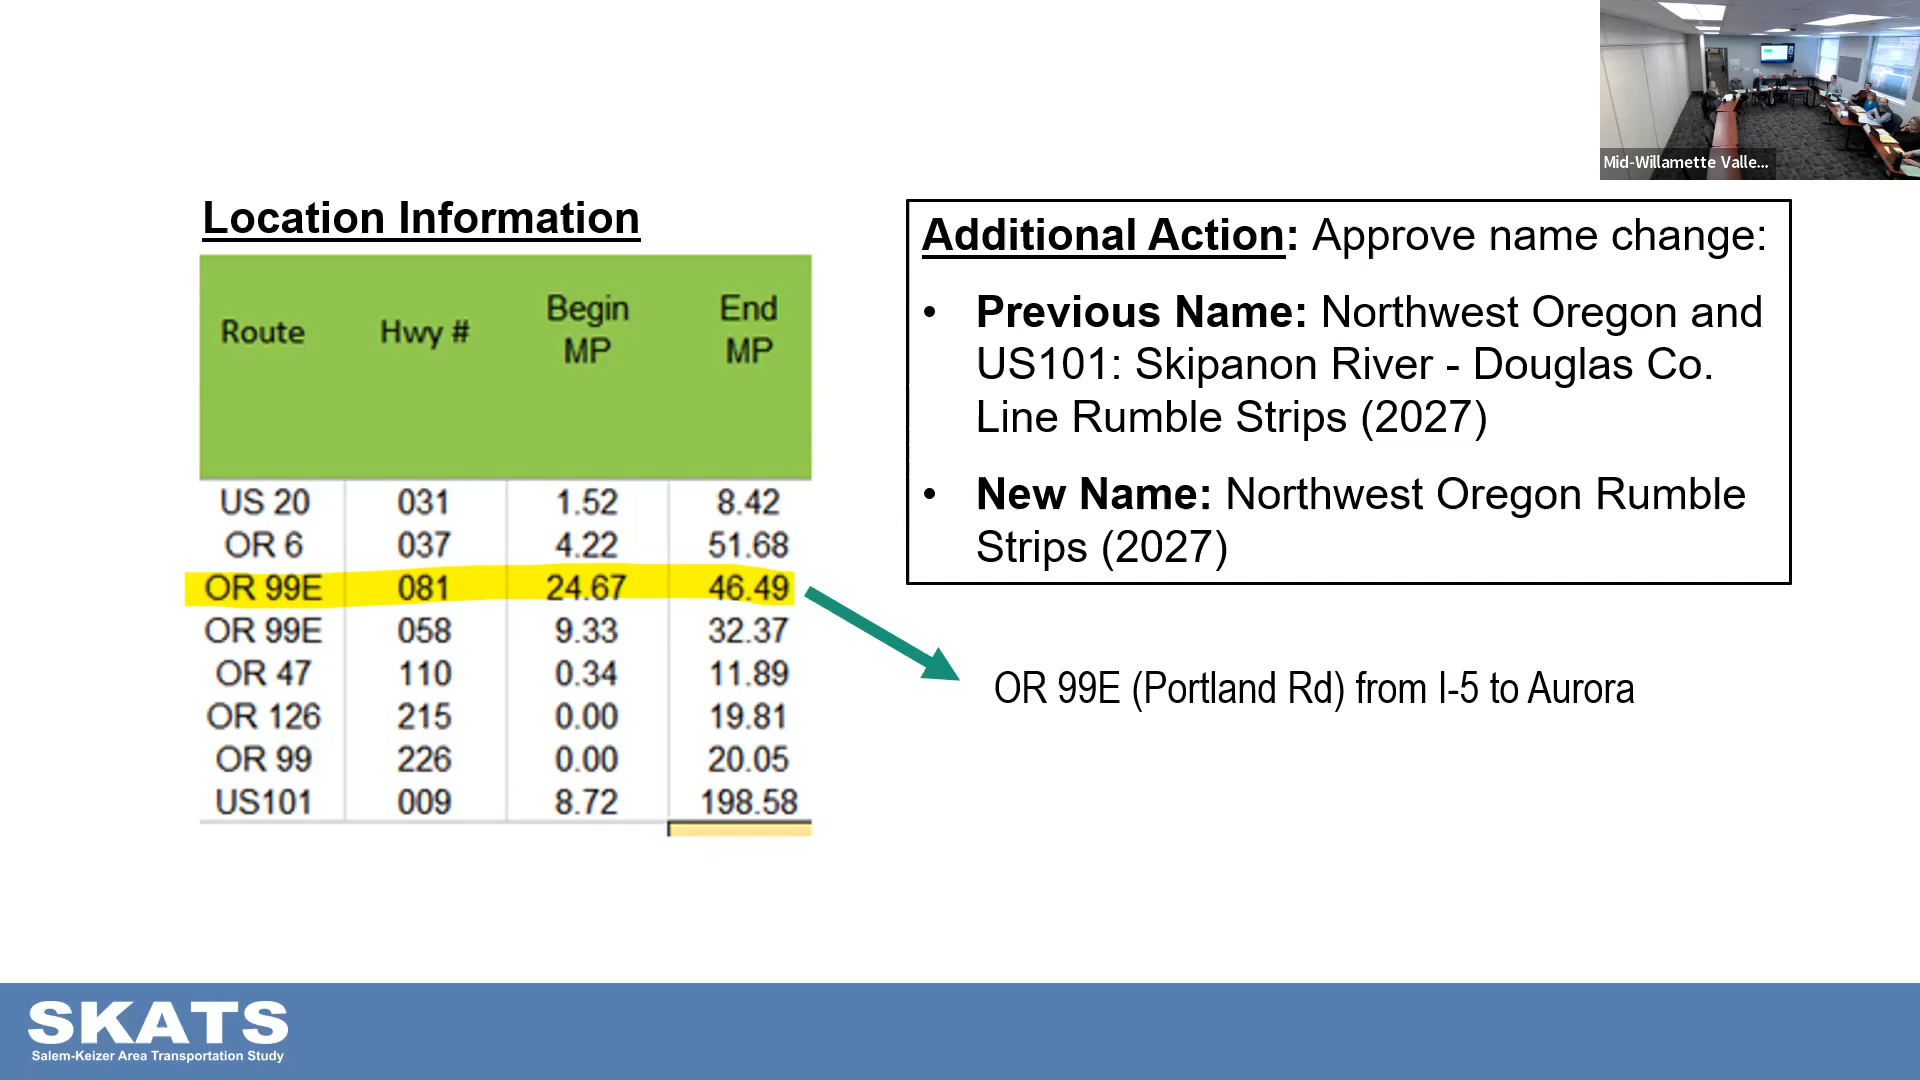 Mid-Willamette Valle...
Location Information
Route Hwy # Begin MP End MP
US 20 031 1.52 8.42
OR 6 037 4.22 51.68
OR 99E 081 24.67 46.49
OR 99E 058 9.33 32.37
OR 47 110 0.34 11.89
OR 126 215 0.00 19.81
OR 99 226 0.00 20.05
US101 009 8.72 198.58
Additional Action: Approve name change:
• Previous Name: Northwest Oregon and
US101: Skipanon River - Douglas Co.
Line Rumble Strips (2027)
• New Name: Northwest Oregon Rumble
Strips (2027)
OR 99E (Portland Rd) from I-5 to Aurora
SKATS
Salem-Keizer Area Transportation Study